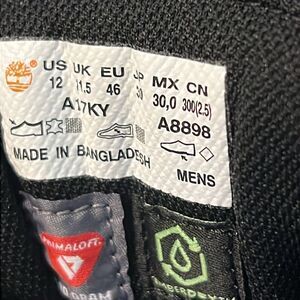 US UK EU JP MX CN
12 11.5 46 30 30,0 300(2.5)
A17KY A8898
MADE IN BANGLADESH
MENS
PRIMALOFT
GRAM